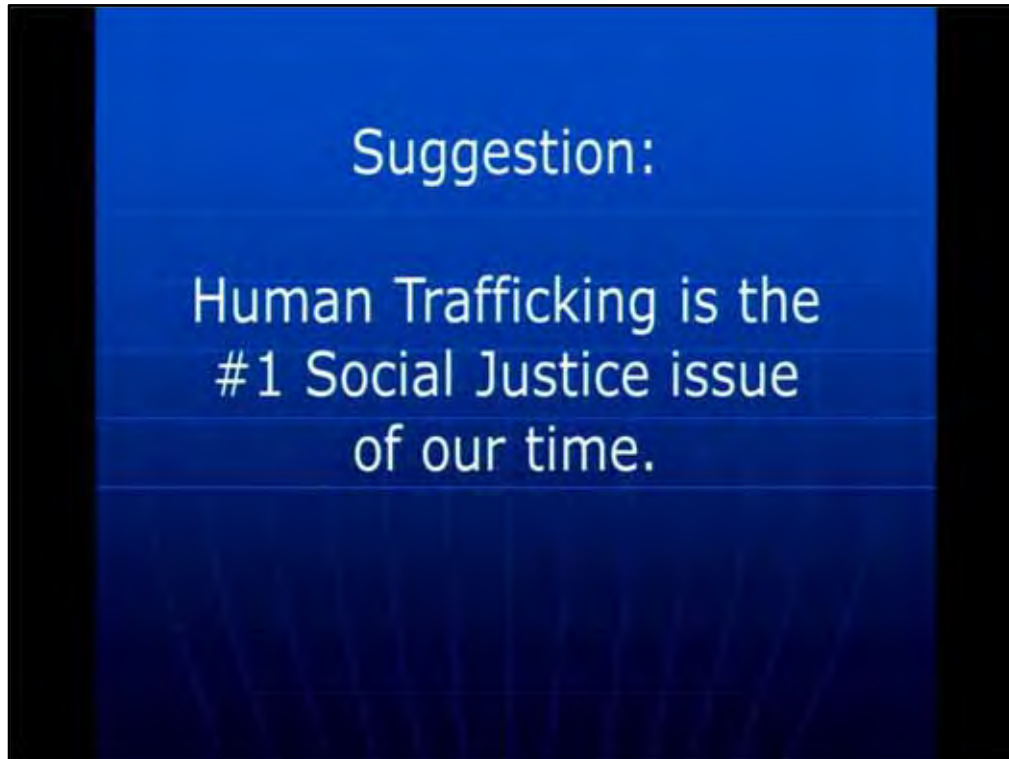 Suggestion:
Human Trafficking is the
#1 Social Justice issue
of our time.